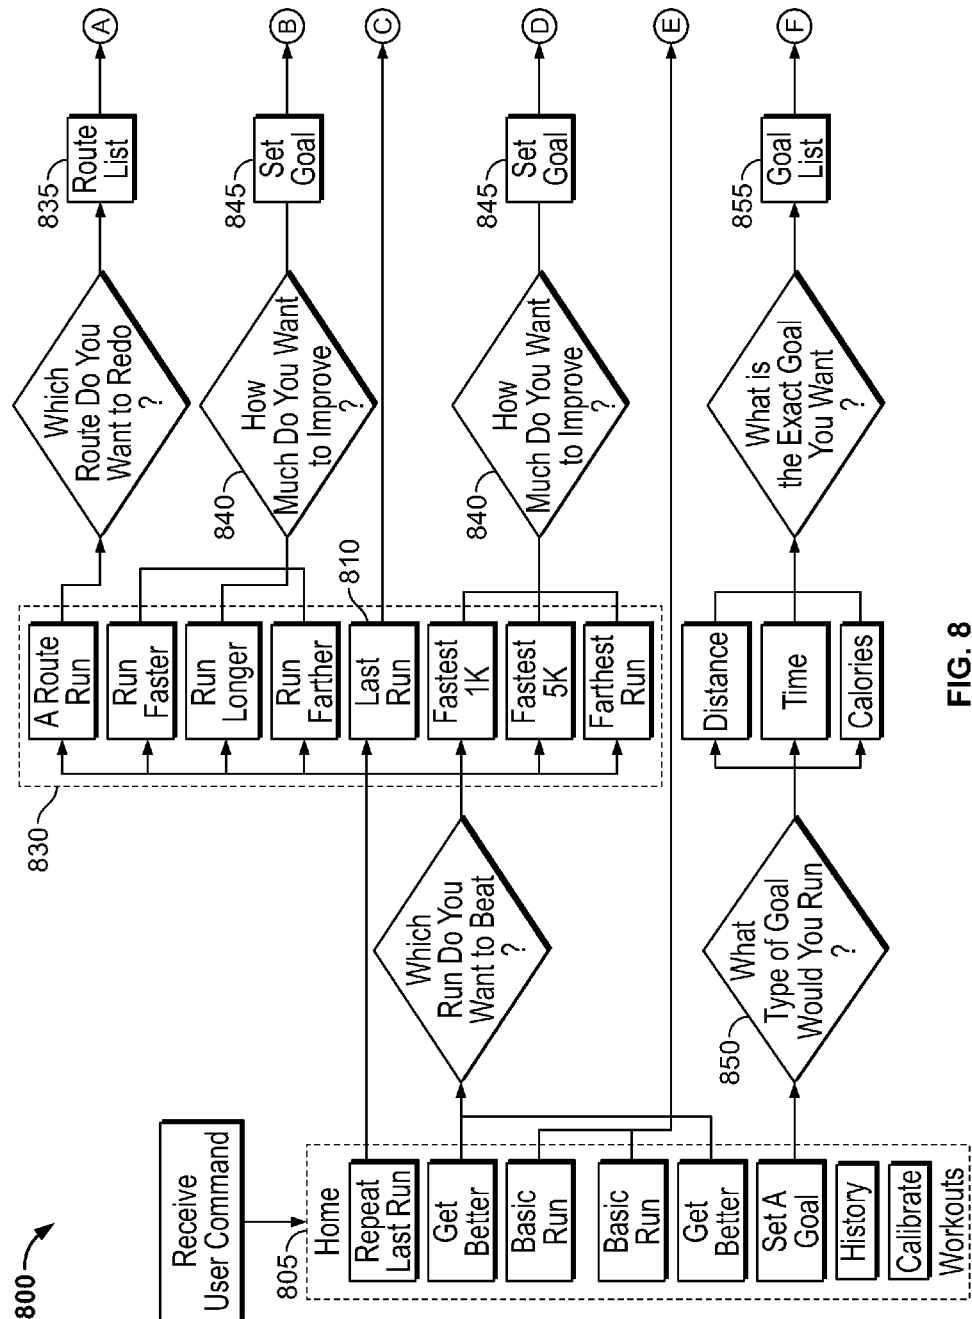 800
Receive
User Command
805
Home
Repeat
Last Run
Get
Better
Basic
Run
Basic
Run
Get
Better
Set A
Goal
History
Calibrate
Workouts
Which
Run Do You
Want to Beat
?
850
What
Type of Goal
Would You Run
?
830
A Route
Run
Run
Faster
Run
Longer
Run
Farther
Last
Run
810
Fastest
1K
Fastest
5K
Farthest
Run
Distance
Time
Calories
Which
Route Do You
Want to Redo
?
840
How
Much Do You Want
to Improve
?
840
How
Much Do You Want
to Improve
?
What is
the Exact Goal
You Want
?
835
Route
List
845
Set
Goal
845
Set
Goal
855
Goal
List
A
B
C
D
E
F
FIG. 8